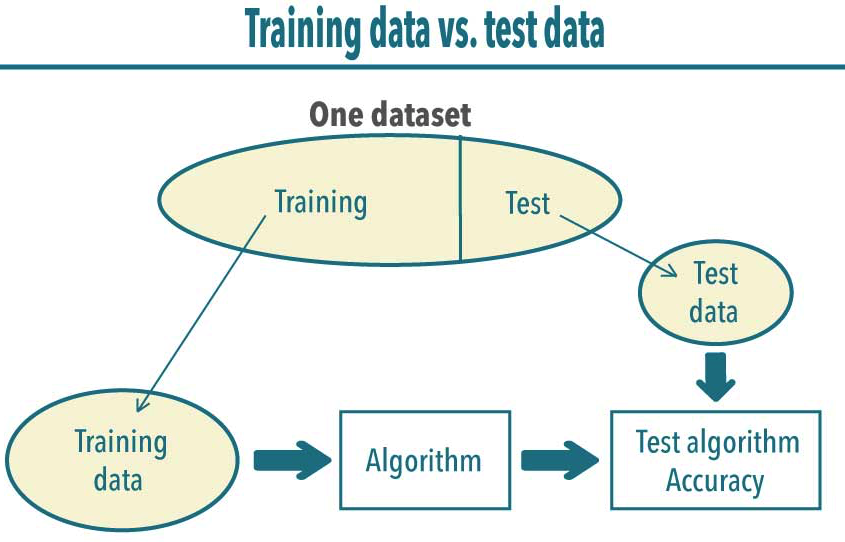 Training data vs. test data
One dataset
Training
Test
Test
data
Training
data
Algorithm
Test algorithm
Accuracy